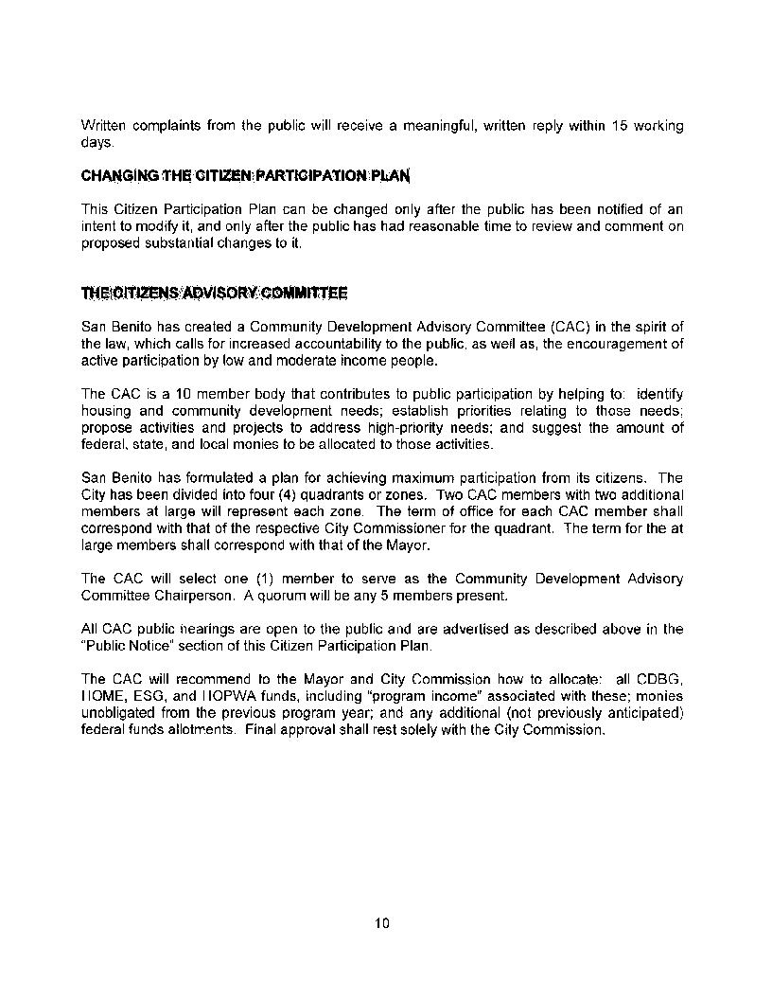 Written complaints from the public will receive a meaningful, written reply within 15 working
days.
CHANGING THE CITIZEN PARTICIPATION PLAN
This Citizen Participation Plan can be changed only after the public has been notified of an
intent to modify it, and only after the public has had reasonable time to review and comment on
proposed substantial changes to it.
THE CITIZENS ADVISORY COMMITTEE
San Benito has created a Community Development Advisory Committee (CAC) in the spirit of
the law, which calls for increased accountability to the public, as well as, the encouragement of
active participation by low and moderate income people.
The CAC is a 10 member body that contributes to public participation by helping to: identify
housing and community development needs; establish priorities relating to those needs;
propose activities and projects to address high-priority needs; and suggest the amount of
federal, state, and local monies to be allocated to those activities.
San Benito has formulated a plan for achieving maximum participation from its citizens. The
City has been divided into four (4) quadrants or zones. Two CAC members with two additional
members at large will represent each zone. The term of office for each CAC member shall
correspond with that of the respective City Commissioner for the quadrant. The term for the at
large members shall correspond with that of the Mayor.
The CAC will select one (1) member to serve as the Community Development Advisory
Committee Chairperson. A quorum will be any 5 members present.
All CAC public hearings are open to the public and are advertised as described above in the
“Public Notice” section of this Citizen Participation Plan.
The CAC will recommend to the Mayor and City Commission how to allocate: all CDBG,
HOME, ESG, and HOPWA funds, including “program income” associated with these; monies
unobligated from the previous program year; and any additional (not previously anticipated)
federal funds allotments. Final approval shall rest solely with the City Commission.
10